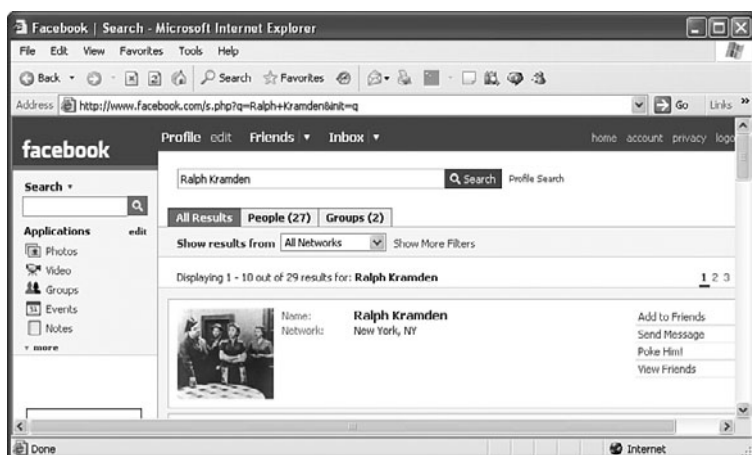 Facebook | Search - Microsoft Internet Explorer
File Edit View Favorites Tools Help
Back Search Favorites
Address http://www.facebook.com/s.php?q=Ralph+Kramden&init=q Go Links »
facebook
Profile edit Friends Inbox
home account privacy logo
Search
Ralph Kramden Search Profile Search
All Results People (27) Groups (2)
Applications edit
Show results from All Networks Show More Filters
Photos
Video
Groups
Events
Notes
more
Displaying 1 - 10 out of 29 results for: Ralph Kramden 1 2 3
Name: Ralph Kramden
Network: New York, NY
Add to Friends
Send Message
Poke Him!
View Friends
Done Internet